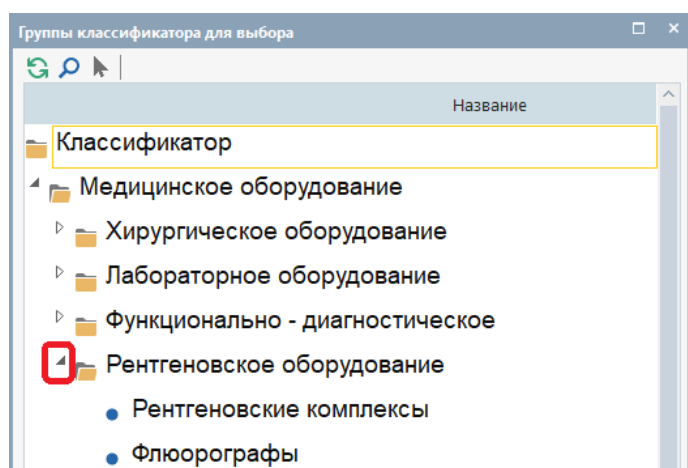 Группы классификатора для выбора
Название
Классификатор
Медицинское оборудование
Хирургическое оборудование
Лабораторное оборудование
Функционально - диагностическое
Рентгеновское оборудование
Рентгеновские комплексы
Флюорографы